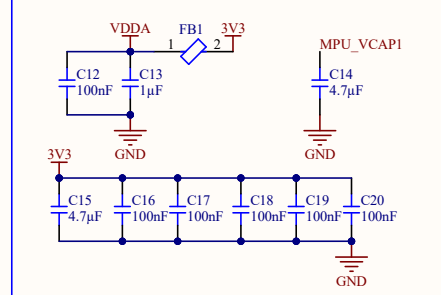 VDDA
FB1
1
2
3V3
MPU_VCAP1
C12
100nF
C13
1µF
C14
4.7µF
GND
GND
3V3
C15
4.7µF
C16
100nF
C17
100nF
C18
100nF
C19
100nF
C20
100nF
GND